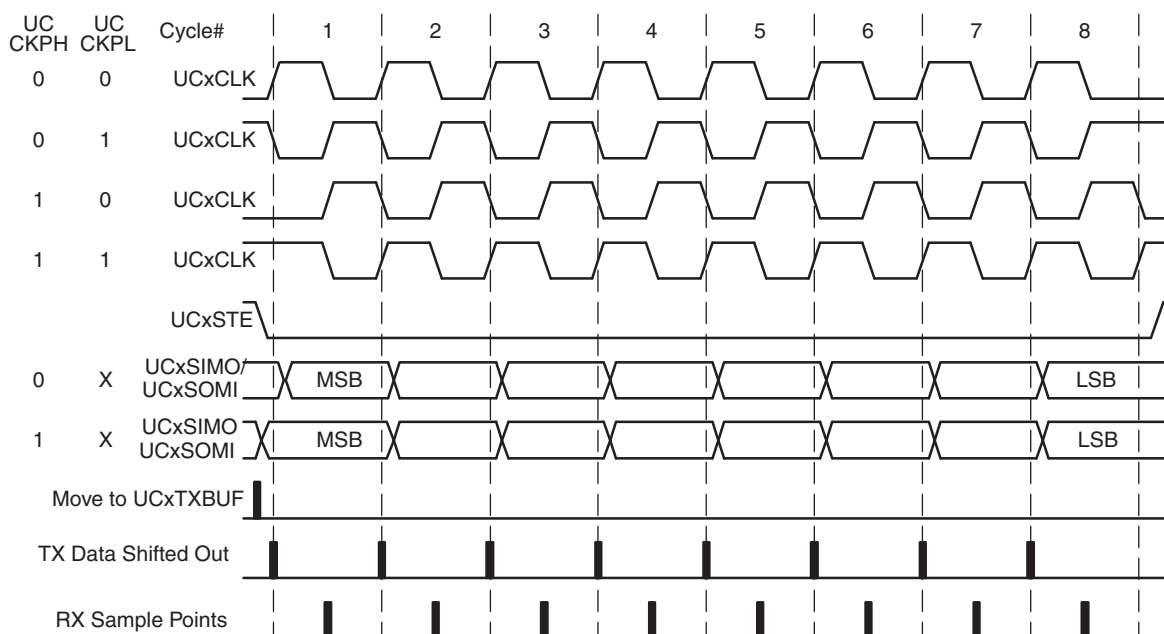 UC CKPH UC CKPL Cycle# 1 2 3 4 5 6 7 8
0 0 UCxCLK
0 1 UCxCLK
1 0 UCxCLK
1 1 UCxCLK
UCxSTE
0 X UCxSIMO/ UCxSOMI MSB LSB
1 X UCxSIMO UCxSOMI MSB LSB
Move to UCxTXBUF
TX Data Shifted Out
RX Sample Points